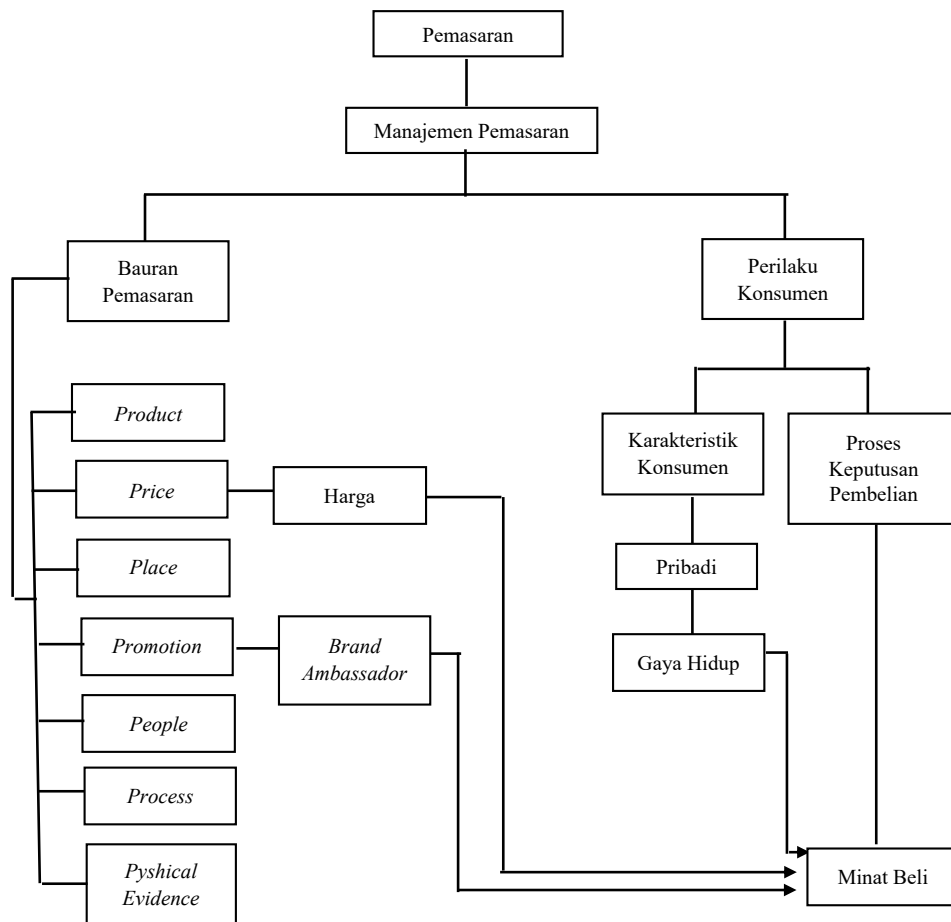 Pemasaran
Manajemen Pemasaran
Bauran
Pemasaran
Perilaku
Konsumen
Product
Price
Place
Promotion
People
Process
Pyshical
Evidence
Harga
Brand
Ambassador
Karakteristik
Konsumen
Pribadi
Gaya Hidup
Proses
Keputusan
Pembelian
Minat Beli